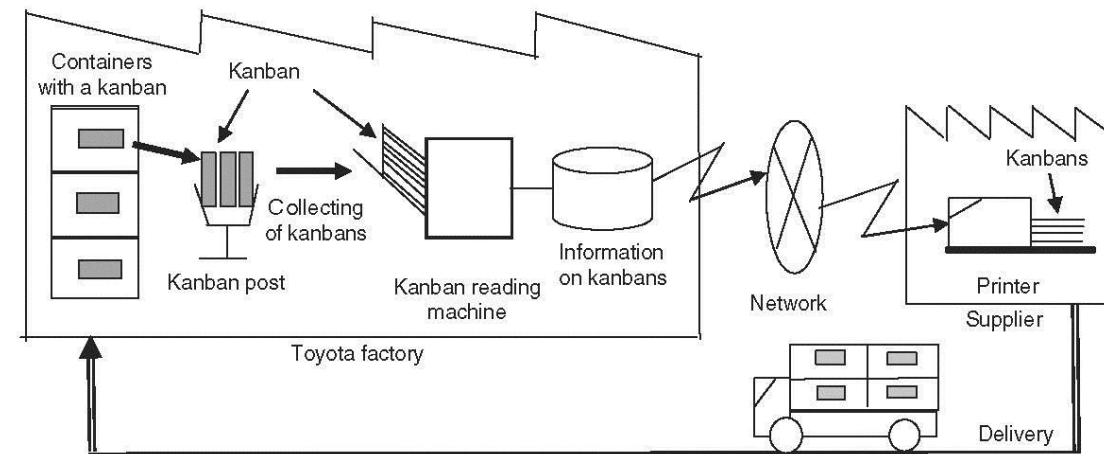 Containers
with a kanban
Kanban
Collecting
of kanbans
Kanban post
Kanban reading
machine
Information
on kanbans
Toyota factory
Network
Kanbans
Printer
Supplier
Delivery